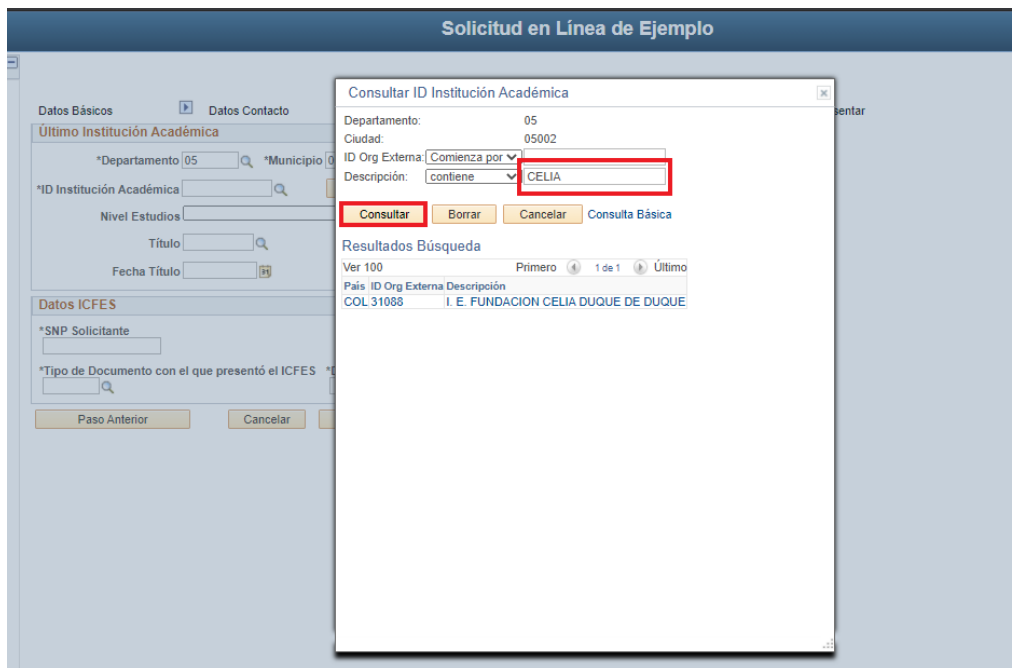 Solicitud en Línea de Ejemplo
Datos Básicos Datos Contacto
Último Institución Académica
*Departamento 05 *Municipio 0
*ID Institución Académica
Nivel Estudios
Título
Fecha Título
Datos ICFES
*SNP Solicitante
*Tipo de Documento con el que presentó el ICFES
Paso Anterior Cancelar
Consultar ID Institución Académica
Departamento: 05
Ciudad: 05002
ID Org Externa: Comienza por
Descripción: contiene CELIA
Consultar Borrar Cancelar Consulta Básica
Resultados Búsqueda
Ver 100 Primero 1 de 1 Último
País ID Org Externa Descripción
COL 31088 I. E. FUNDACION CELIA DUQUE DE DUQUE
sentar